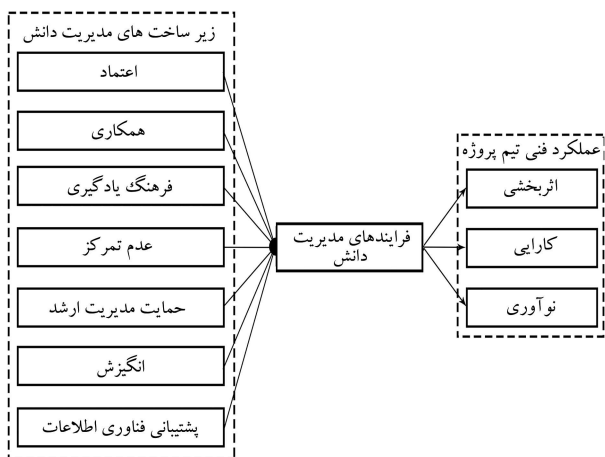 زیر ساخت های مدیریت دانش
اعتماد
همکاری
فرهنگ یادگیری
عدم تمرکز
حمایت مدیریت ارشد
انگیزش
پشتیبانی فناوری اطلاعات
فرایندهای مدیریت
دانش
عملکرد فنی تیم پروژه
اثربخشی
کارایی
نوآوری